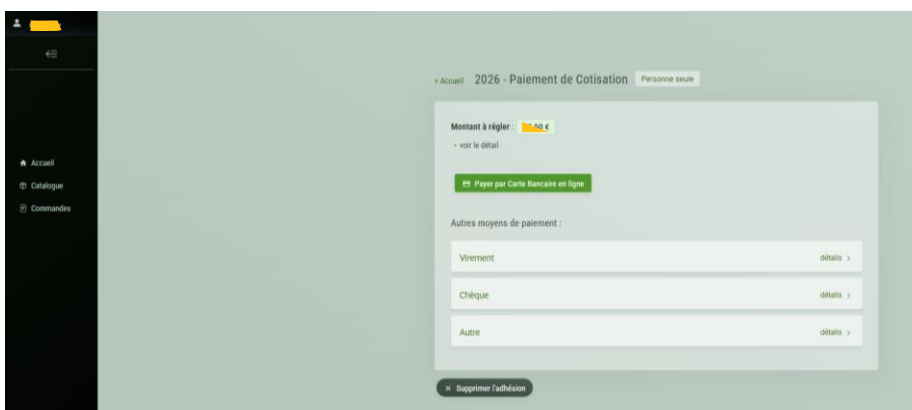 < Accueil 2026 - Paiement de Cotisation Personne seule
Montant à régler : 50 €
voir le détail
Accueil
Catalogue
Commandes
Payer par Carte Bancaire en ligne
Autres moyens de paiement :
Virement détails >
Chèque détails >
Autre détails >
× Supprimer l'adhésion